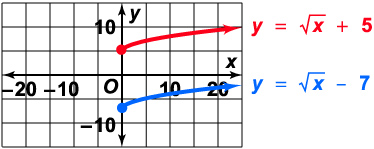 10
y
y = √x + 5
x
−20 −10 O 10 20
y = √x − 7
−10